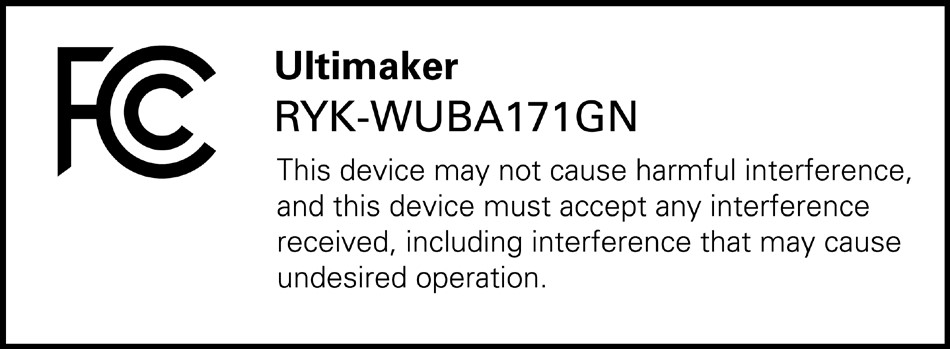 FCC
Ultimaker
RYK-WUBA171GN
This device may not cause harmful interference,
and this device must accept any interference
received, including interference that may cause
undesired operation.